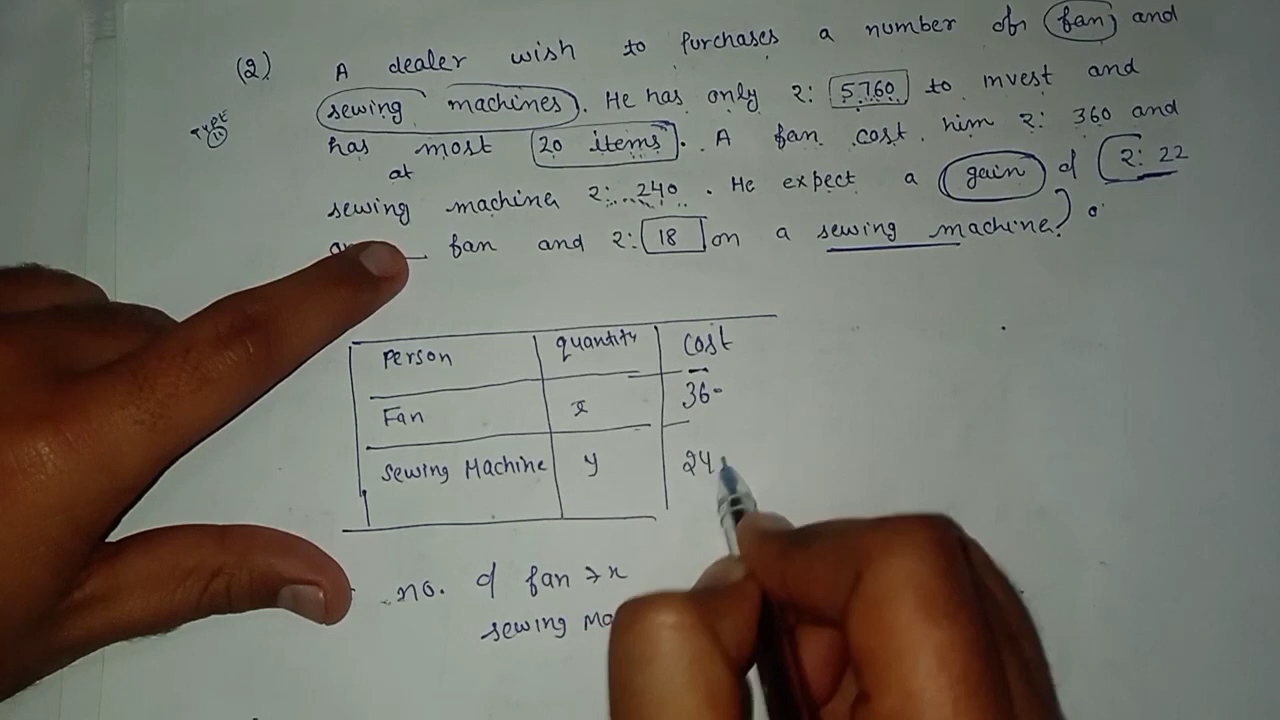 (2) A dealer wish to purchases a number of fan and
sewing machines. He has only ₹: 5760 to invest and
TYPE
①
has at most 20 items. A fan cost him ₹: 360 and
sewing machine ₹: 240. He expect a gain of ₹: 22
fan and ₹: 18 on a sewing machine?
Person quantity cost
Fan x 360
Sewing Machine y 24
no. of fan → x
sewing Ma